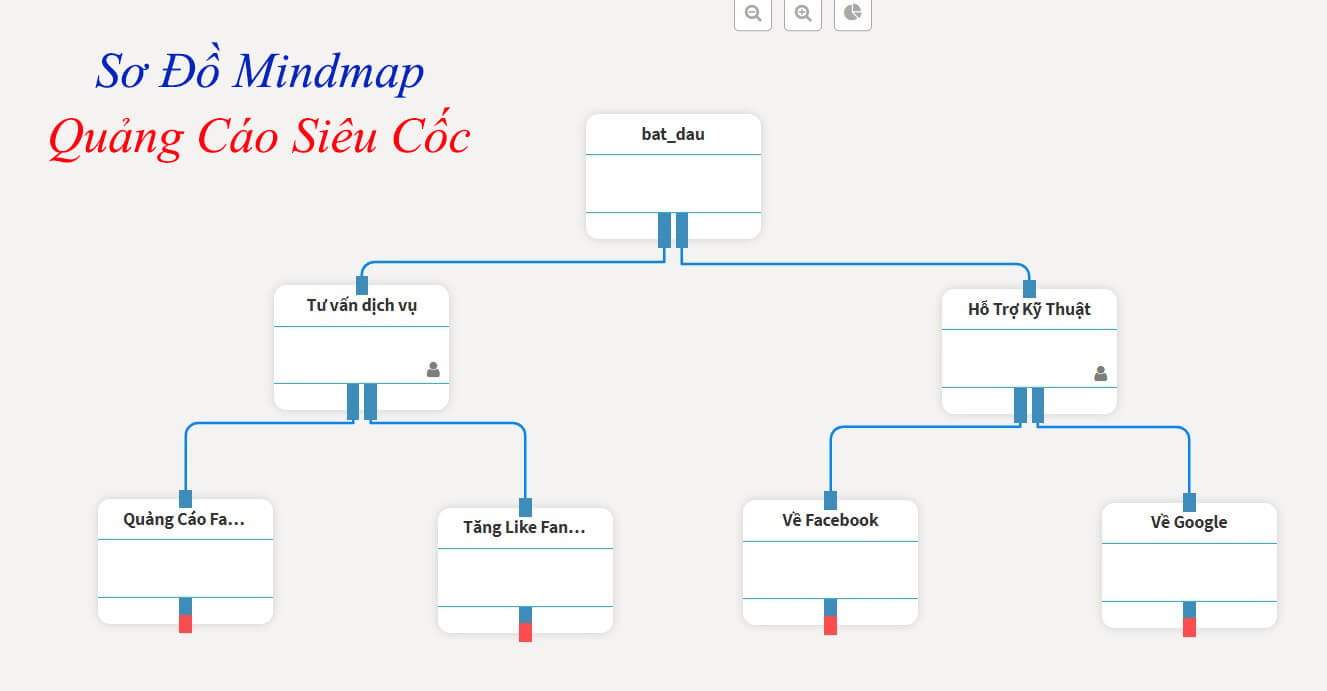 Sơ Đồ Mindmap
Quảng Cáo Siêu Cốc
bat_dau
Tư vấn dịch vụ
Hỗ Trợ Kỹ Thuật
Quảng Cáo Fa...
Tăng Like Fan...
Về Facebook
Về Google